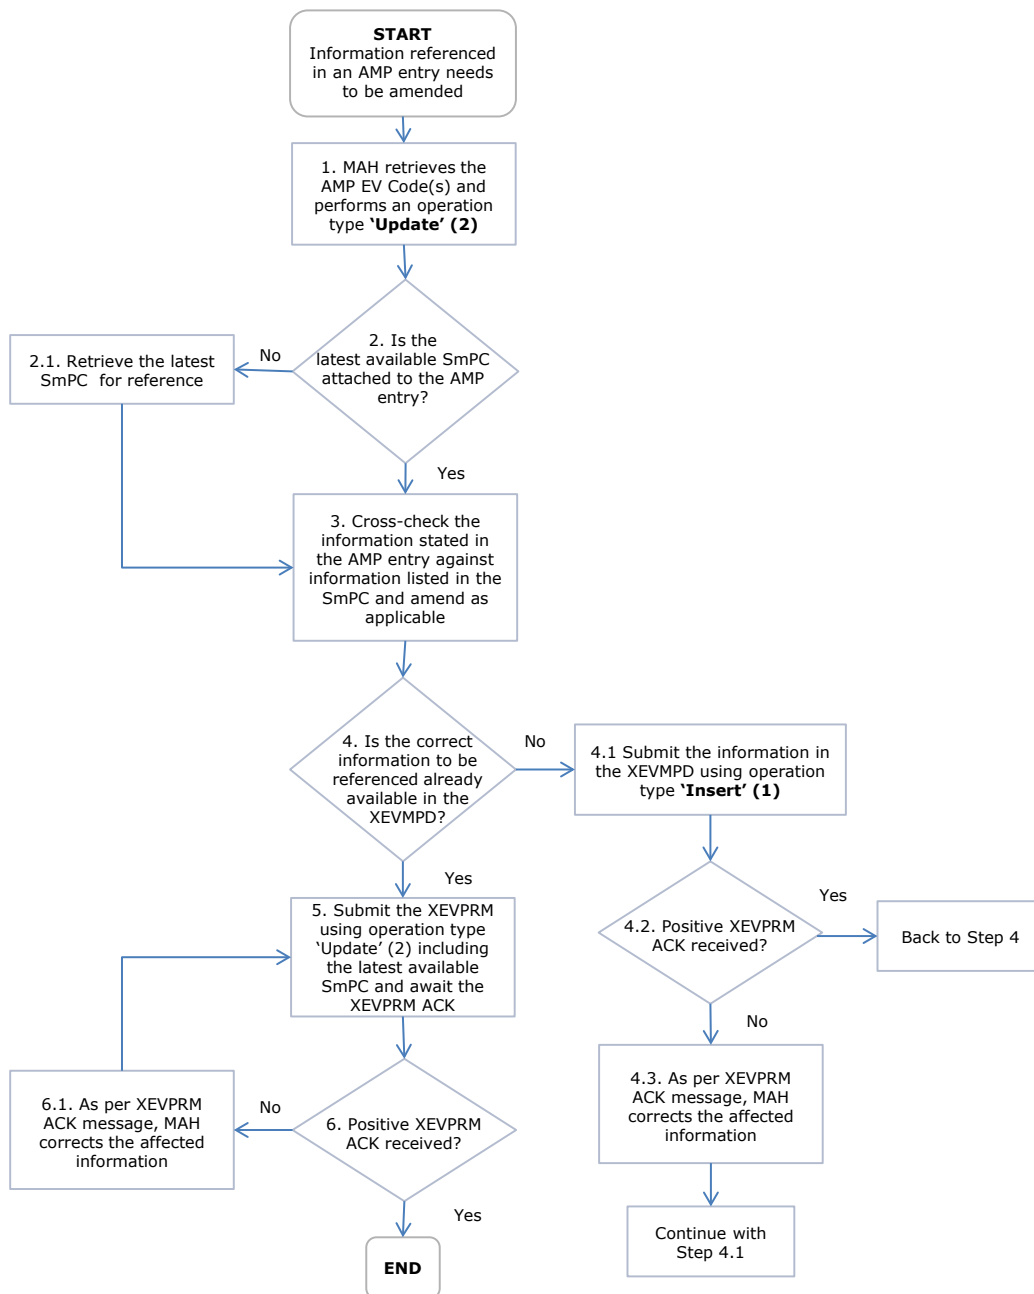 START
Information referenced
in an AMP entry needs
to be amended
1. MAH retrieves the
AMP EV Code(s) and
performs an operation
type ‘Update’ (2)
2. Is the
latest available SmPC
attached to the AMP
entry?
No
2.1. Retrieve the latest
SmPC for reference
Yes
3. Cross-check the
information stated in
the AMP entry against
information listed in the
SmPC and amend as
applicable
4. Is the correct
information to be
referenced already
available in the
XEVMPD?
No
4.1 Submit the information in
the XEVMPD using operation
type ‘Insert’ (1)
Yes
5. Submit the XEVPRM
using operation type
‘Update’ (2) including
the latest available
SmPC and await the
XEVPRM ACK
4.2. Positive XEVPRM
ACK received?
Yes
Back to Step 4
No
4.3. As per XEVPRM
ACK message, MAH
corrects the affected
information
Continue with
Step 4.1
6. Positive XEVPRM
ACK received?
No
6.1. As per XEVPRM
ACK message, MAH
corrects the affected
information
Yes
END